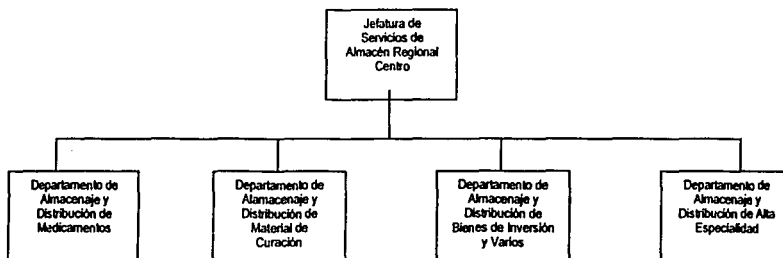 Jefatura de
Servicios de
Almacén Regional
Centro
Departamento de
Almacenaje y
Distribución de
Medicamentos
Departamento de
Alamacenaje y
Distribución de
Material de
Curación
Departamento de
Almacenaje y
Distribución de
Bienes de Inversión
y Varios
Departamento de
Almacenaje y
Distribución de Alta
Especialidad